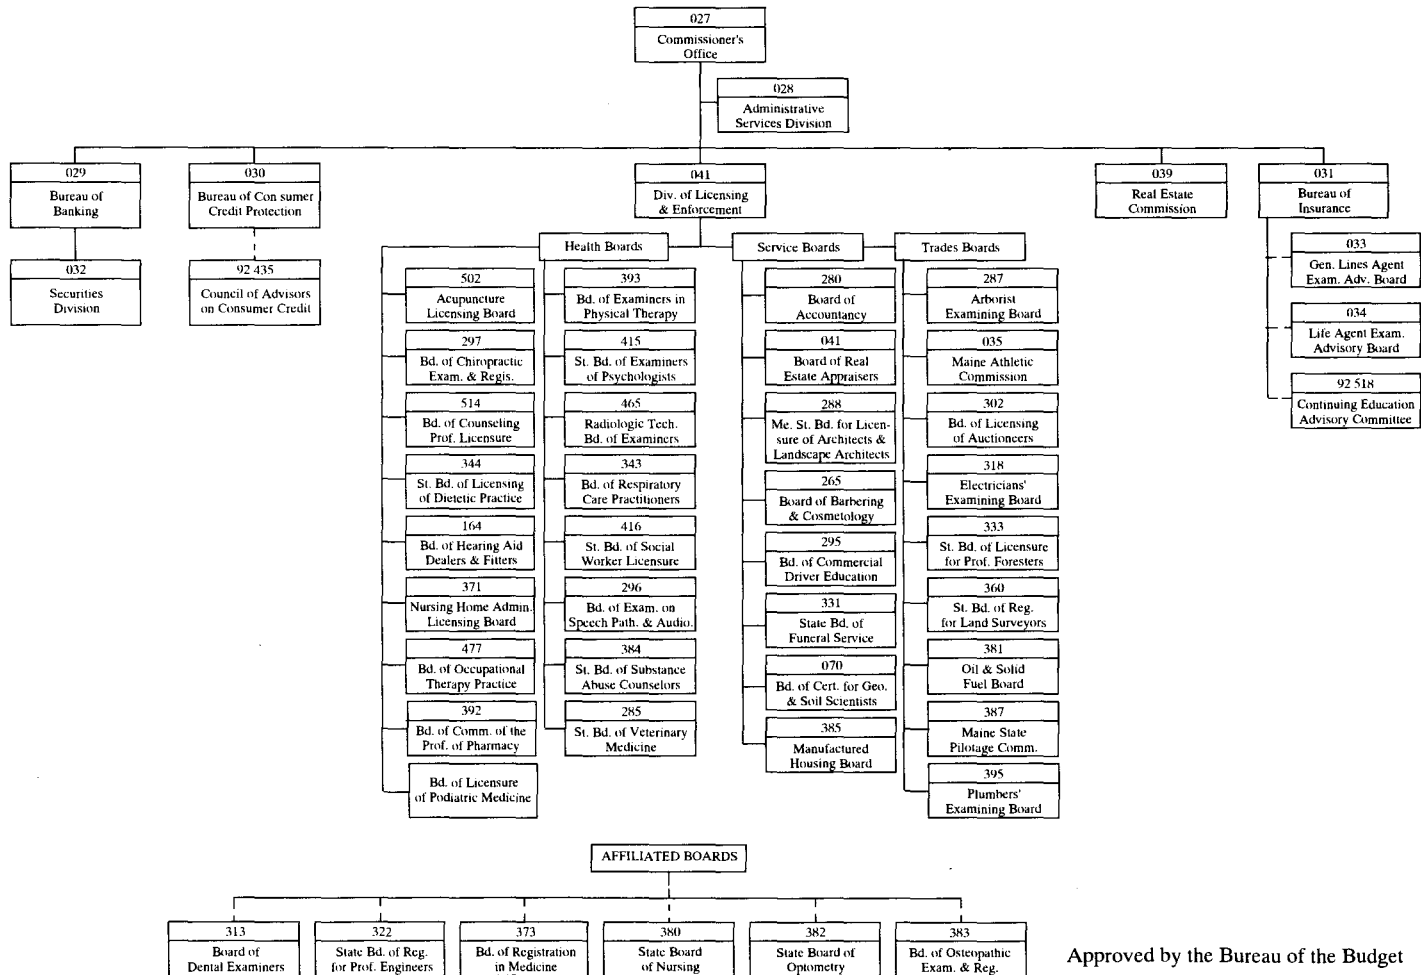 027
Commissioner's
Office
028
Administrative
Services Division
029
Bureau of
Banking
030
Bureau of Con sumer
Credit Protection
041
Div. of Licensing
& Enforcement
039
Real Estate
Commission
031
Bureau of
Insurance
032
Securities
Division
92 435
Council of Advisors
on Consumer Credit
033
Gen. Lines Agent
Exam. Adv. Board
034
Life Agent Exam.
Advisory Board
92 518
Continuing Education
Advisory Committee
Health Boards
502
Acupuncture
Licensing Board
297
Bd. of Chiropractic
Exam. & Regis.
514
Bd. of Counseling
Prof. Licensure
344
St. Bd. of Licensing
of Dietetic Practice
164
Bd. of Hearing Aid
Dealers & Fitters
371
Nursing Home Admin.
Licensing Board
477
Bd. of Occupational
Therapy Practice
392
Bd. of Comm. of the
Prof. of Pharmacy
Bd. of Licensure
of Podiatric Medicine
393
Bd. of Examiners in
Physical Therapy
415
St. Bd. of Examiners
of Psychologists
465
Radiologic Tech.
Bd. of Examiners
343
Bd. of Respiratory
Care Practitioners
416
St. Bd. of Social
Worker Licensure
296
Bd. of Exam. on
Speech Path. & Audio.
384
St. Bd. of Substance
Abuse Counselors
285
St. Bd. of Veterinary
Medicine
Service Boards
280
Board of
Accountancy
041
Board of Real
Estate Appraisers
288
Me. St. Bd. for Licen-
sure of Architects &
Landscape Architects
265
Board of Barbering
& Cosmetology
295
Bd. of Commercial
Driver Education
331
State Bd. of
Funeral Service
070
Bd. of Cert. for Geo.
& Soil Scientists
385
Manufactured
Housing Board
Trades Boards
287
Arborist
Examining Board
035
Maine Athletic
Commission
302
Bd. of Licensing
of Auctioneers
318
Electricians'
Examining Board
333
St. Bd. of Licensure
for Prof. Foresters
360
St. Bd. of Reg.
for Land Surveyors
381
Oil & Solid
Fuel Board
387
Maine State
Pilotage Comm.
395
Plumbers'
Examining Board
AFFILIATED BOARDS
313
Board of
Dental Examiners
322
State Bd. of Reg.
for Prof. Engineers
373
Bd. of Registration
in Medicine
380
State Board
of Nursing
382
State Board of
Optometry
383
Bd. of Osteopathic
Exam. & Reg.
Approved by the Bureau of the Budget